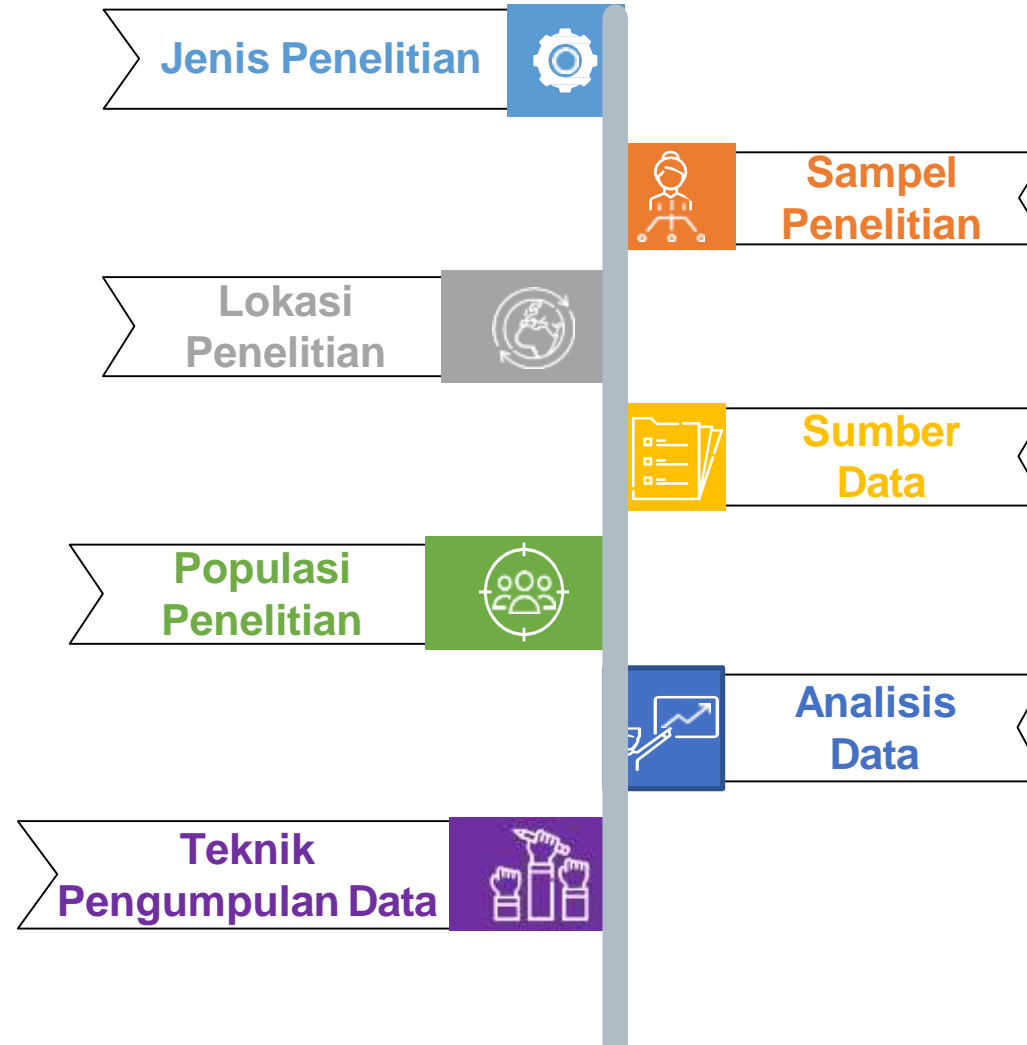 Jenis Penelitian
Sampel
Penelitian
Lokasi
Penelitian
Sumber
Data
Populasi
Penelitian
Analisis
Data
Teknik
Pengumpulan Data